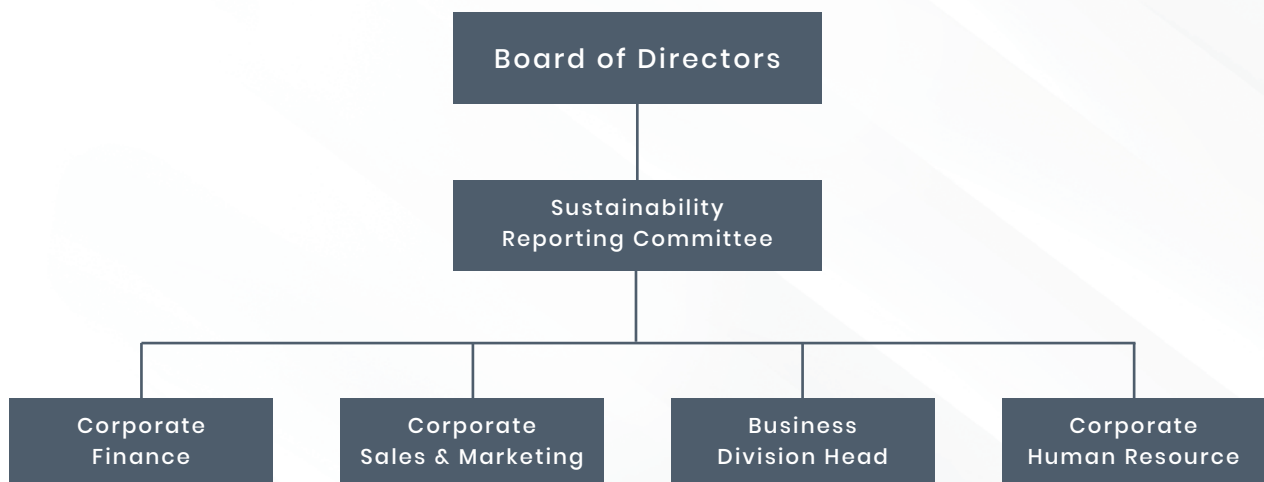 Board of Directors
Sustainability
Reporting Committee
Corporate
Finance
Corporate
Sales & Marketing
Business
Division Head
Corporate
Human Resource